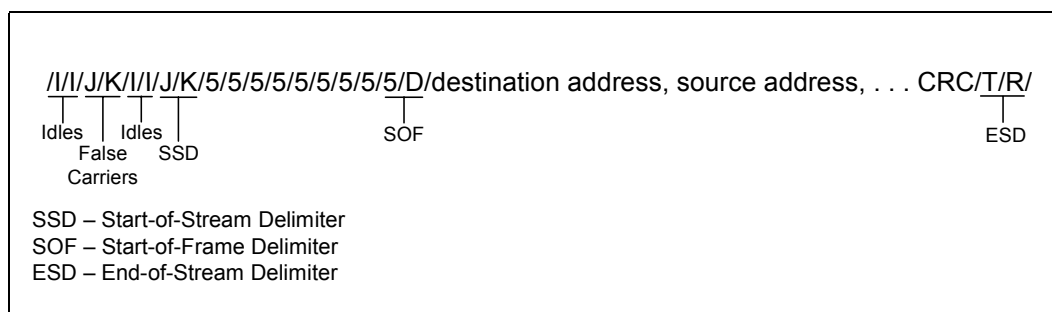 /I/I/J/K/I/I/J/K/5/5/5/5/5/5/5/5/5/5/D/destination address, source address, . . . CRC/T/R/
Idles Idles SOF ESD
False SSD
Carriers
SSD – Start-of-Stream Delimiter
SOF – Start-of-Frame Delimiter
ESD – End-of-Stream Delimiter